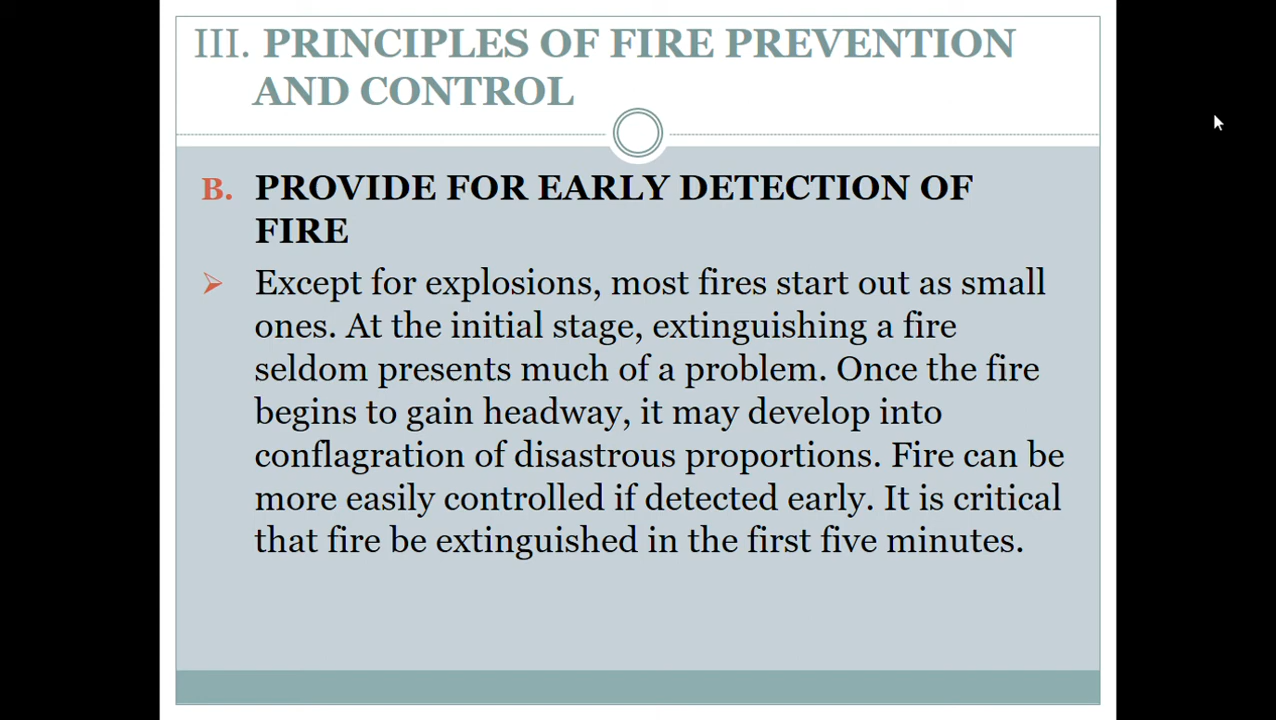 III. PRINCIPLES OF FIRE PREVENTION
AND CONTROL
B. PROVIDE FOR EARLY DETECTION OF
FIRE
Except for explosions, most fires start out as small
ones. At the initial stage, extinguishing a fire
seldom presents much of a problem. Once the fire
begins to gain headway, it may develop into
conflagration of disastrous proportions. Fire can be
more easily controlled if detected early. It is critical
that fire be extinguished in the first five minutes.